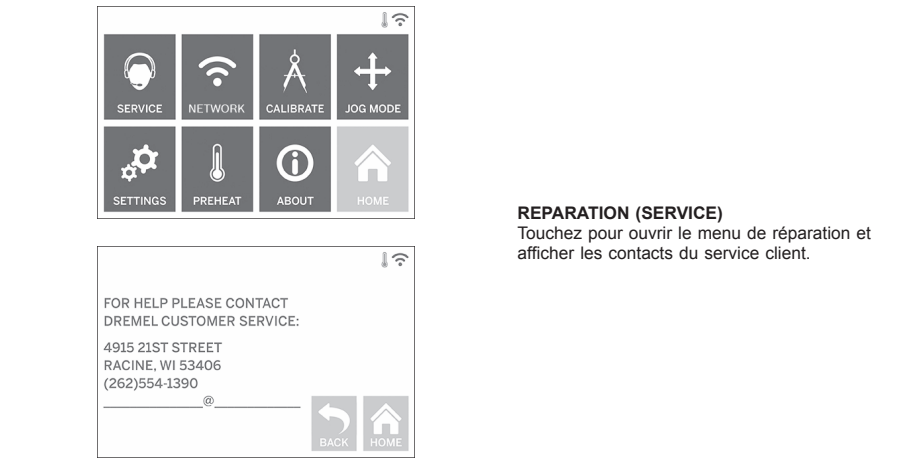 SERVICE NETWORK CALIBRATE JOG MODE
SETTINGS PREHEAT ABOUT HOME
FOR HELP PLEASE CONTACT
DREMEL CUSTOMER SERVICE:
4915 21ST STREET
RACINE, WI 53406
(262)554-1390
@
BACK HOME
REPARATION (SERVICE)
Touchez pour ouvrir le menu de réparation et
afficher les contacts du service client.